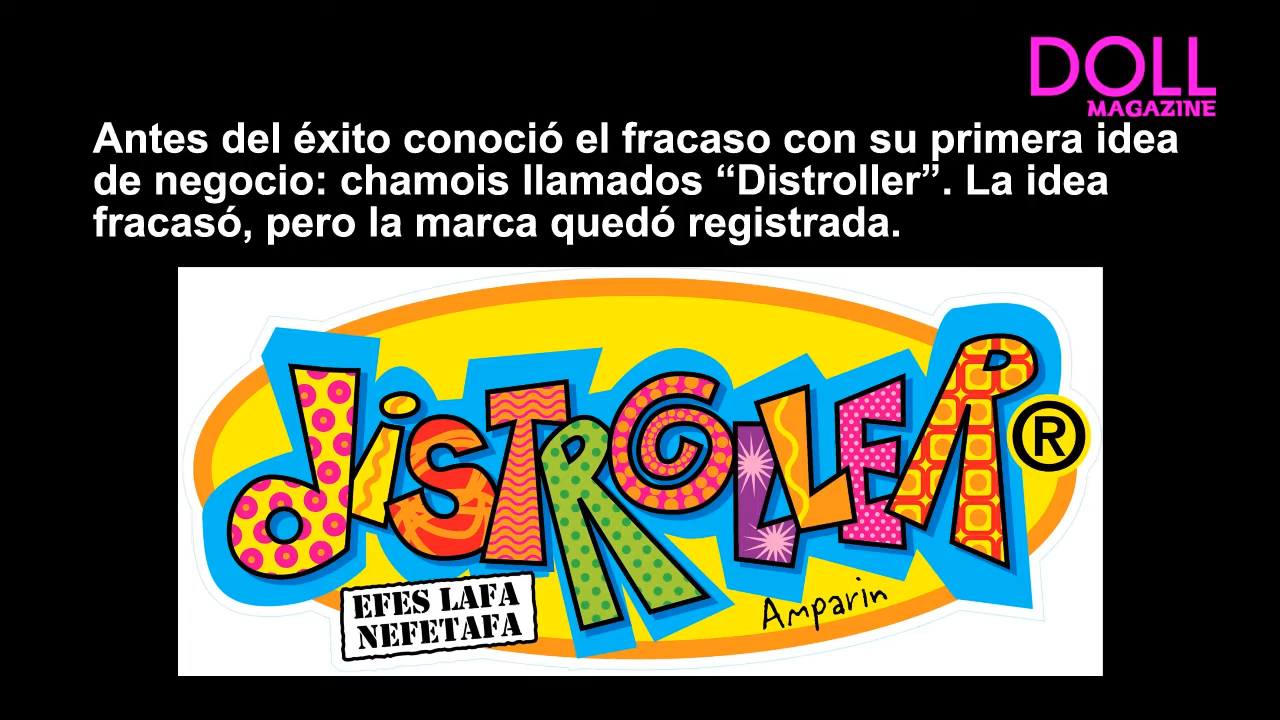 DOLL
MAGAZINE
Antes del éxito conoció el fracaso con su primera idea
de negocio: chamois llamados “Distroller”. La idea
fracasó, pero la marca quedó registrada.
diSTROLLER®
EFES LAFA
NEFETAFA
Amparin